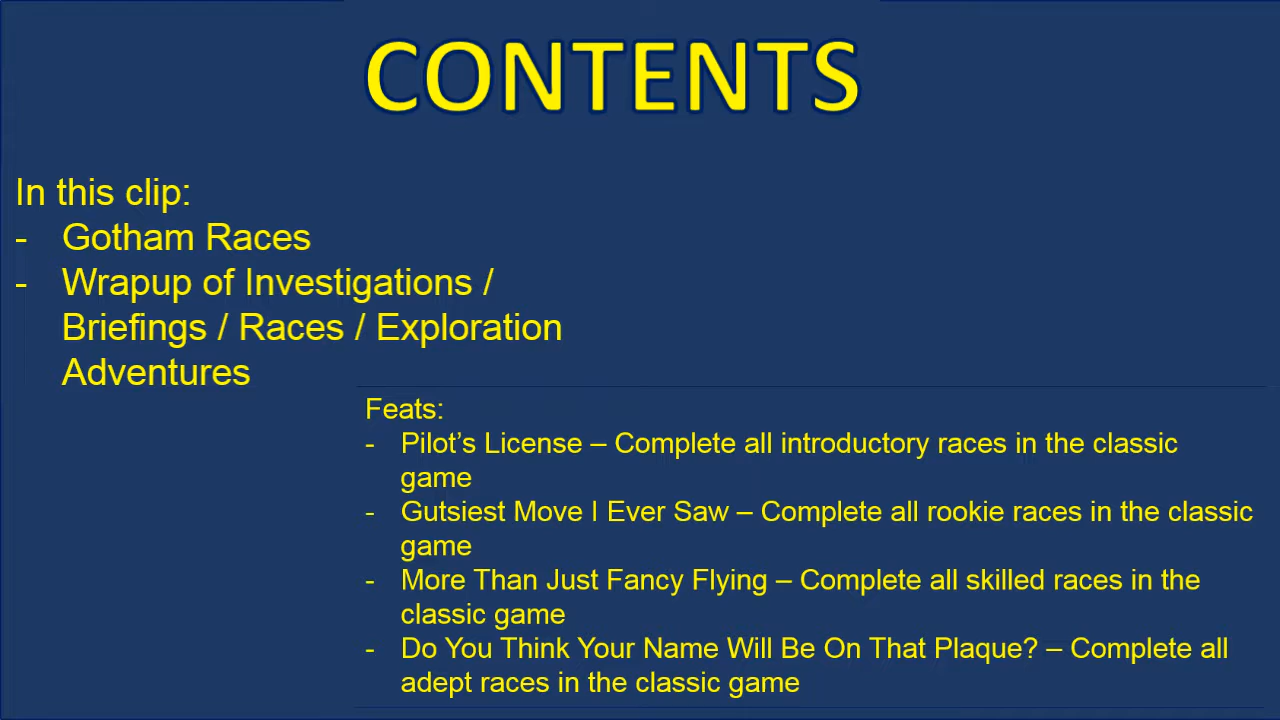 CONTENTS
In this clip:
- Gotham Races
- Wrapup of Investigations /
Briefings / Races / Exploration
Adventures
Feats:
- Pilot’s License – Complete all introductory races in the classic
game
- Gutsiest Move I Ever Saw – Complete all rookie races in the classic
game
- More Than Just Fancy Flying – Complete all skilled races in the
classic game
- Do You Think Your Name Will Be On That Plaque? – Complete all
adept races in the classic game